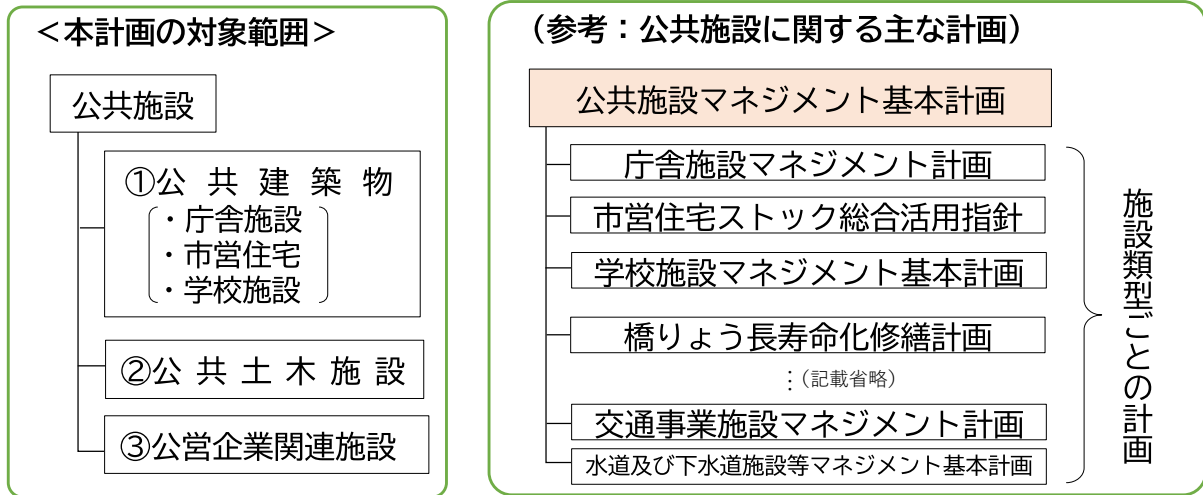 ＜本計画の対象範囲＞
公共施設
①公共建築物
・庁舎施設
・市営住宅
・学校施設
②公共土木施設
③公営企業関連施設
（参考：公共施設に関する主な計画）
公共施設マネジメント基本計画
庁舎施設マネジメント計画
市営住宅ストック総合活用指針
学校施設マネジメント基本計画
橋りょう長寿命化修繕計画
⋮（記載省略）
交通事業施設マネジメント計画
水道及び下水道施設等マネジメント基本計画
施設類型ごとの計画